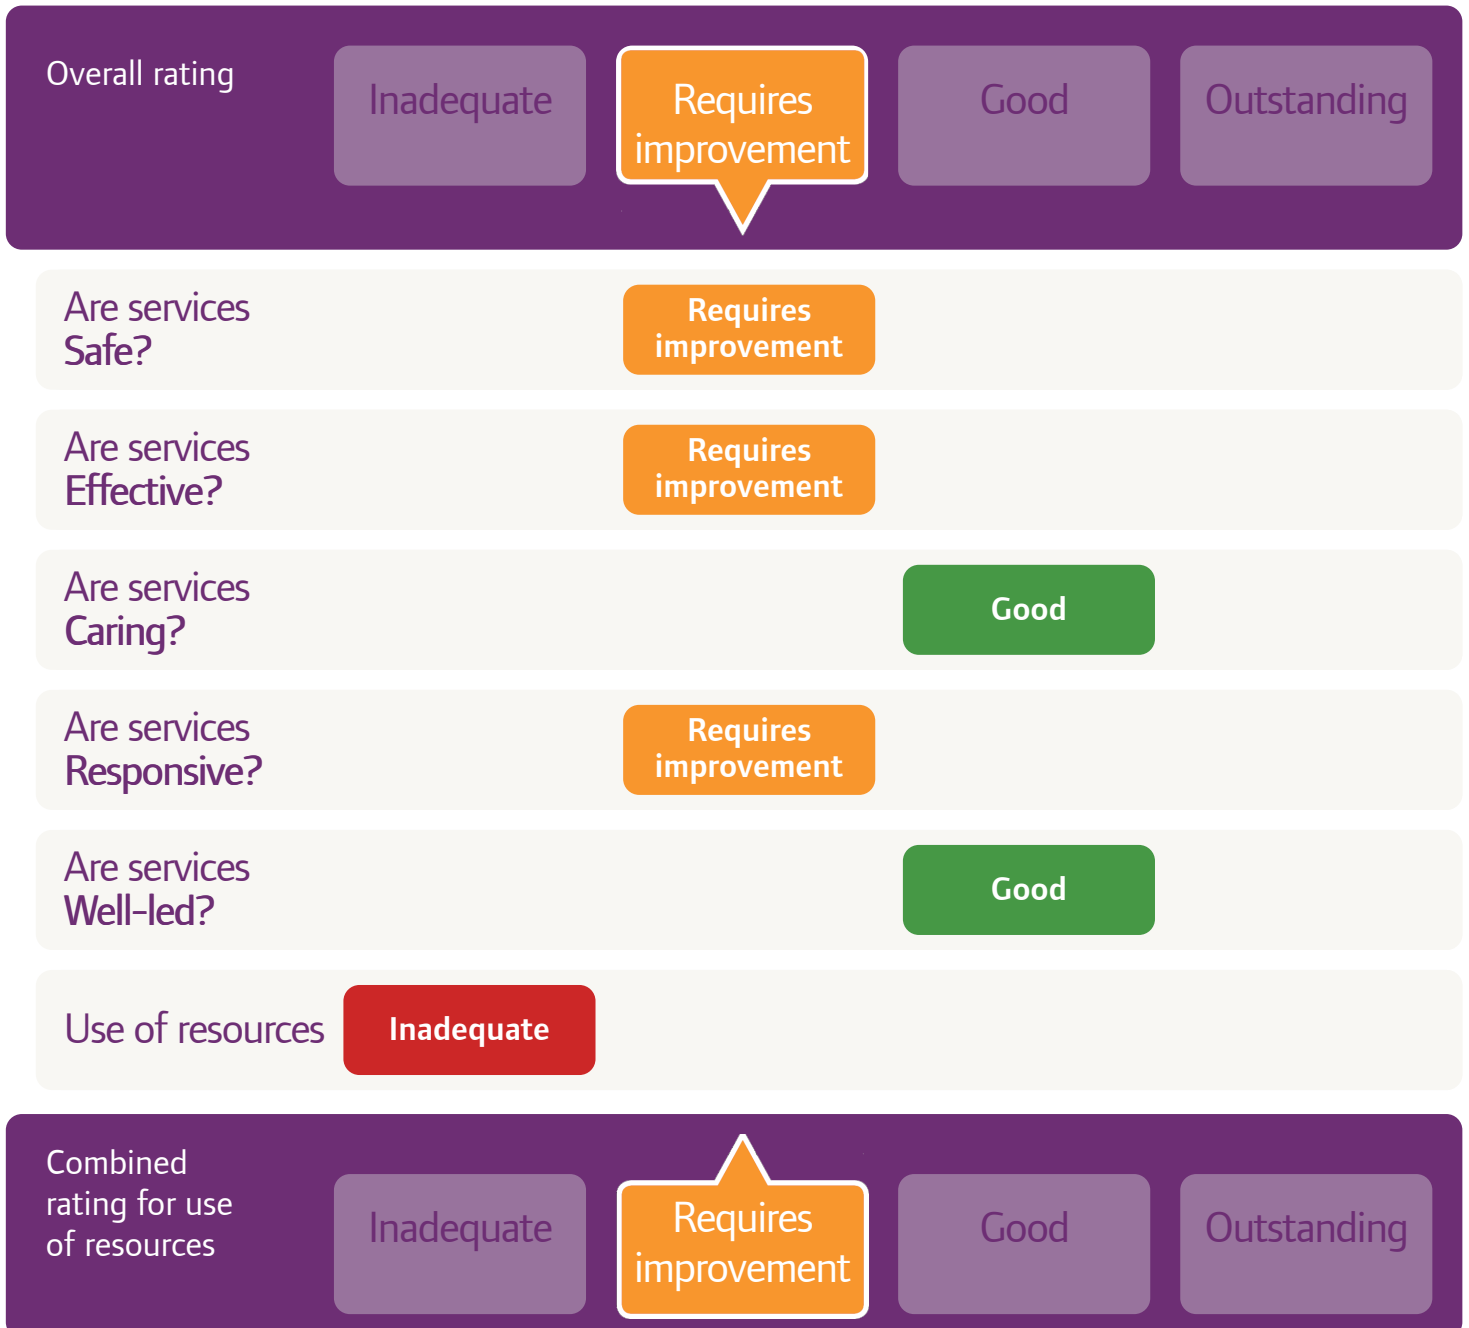 Overall rating
Inadequate
Requires
improvement
Good
Outstanding
Are services
Safe?
Requires
improvement
Are services
Effective?
Requires
improvement
Are services
Caring?
Good
Are services
Responsive?
Requires
improvement
Are services
Well-led?
Good
Use of resources
Inadequate
Combined
rating for use
of resources
Inadequate
Requires
improvement
Good
Outstanding